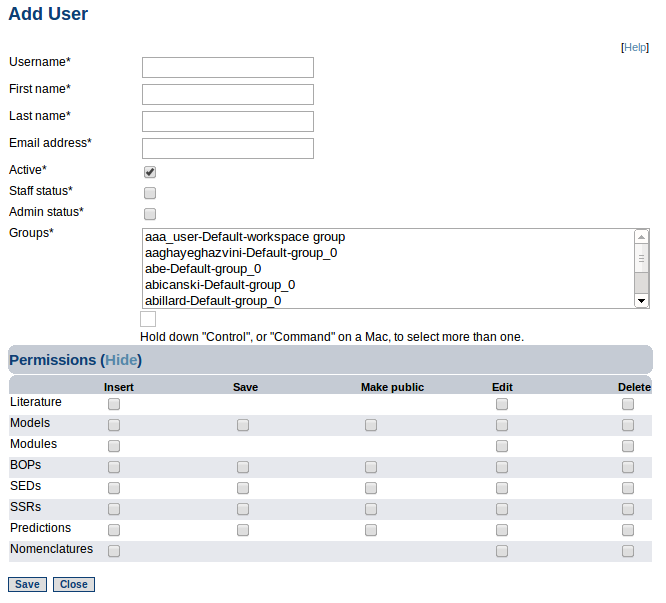 Add User
[Help]
Username*
First name*
Last name*
Email address*
Active*
Staff status*
Admin status*
Groups*
aaa_user-Default-workspace group
aaghayeghazvini-Default-group_0
abe-Default-group_0
abicanski-Default-group_0
abillard-Default-group_0
Hold down "Control", or "Command" on a Mac, to select more than one.
Permissions (Hide)
Insert Save Make public Edit Delete
Literature
Models
Modules
BOPs
SEDs
SSRs
Predictions
Nomenclatures
Save Close